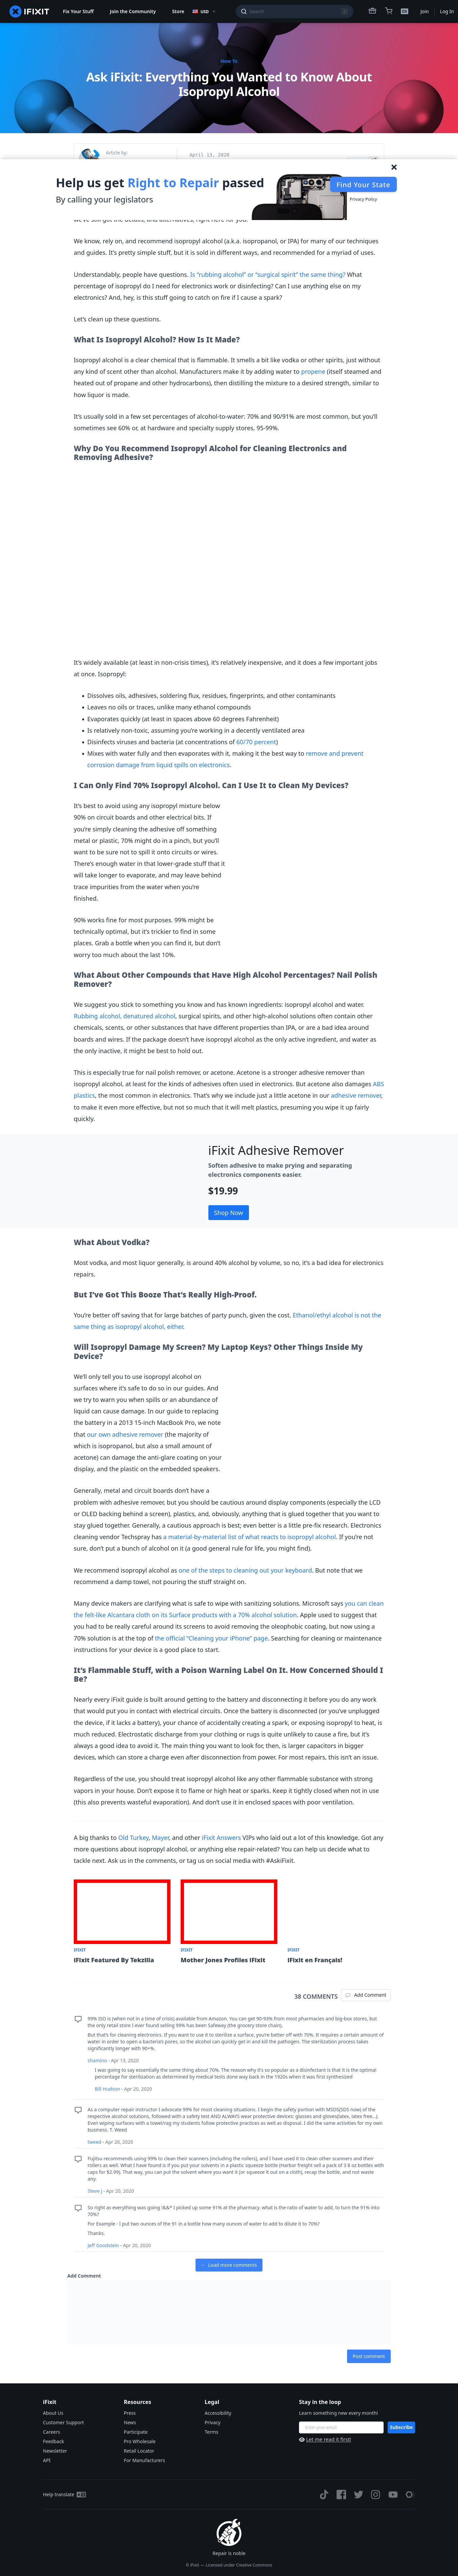 IFIXIT
Fix Your Stuff
Join the Community
Store
USD
Search
/
Join
Log In
How To
Ask iFixit: Everything You Wanted to Know About
Isopropyl Alcohol
Article by:
April 13, 2020
Help us get Right to Repair passed
By calling your legislators
Find Your State
Privacy Policy
We know, rely on, and recommend isopropyl alcohol (a.k.a. isopropanol, or IPA) for many of our techniques
and guides. It's pretty simple stuff, but it is sold in different grades and recommended for a myriad of uses.
Understandably, people have questions. Is “rubbing alcohol” or “surgical spirit” the same thing? What
percentage of isopropyl do I need for electronics work or disinfecting? Can I use anything else on my
electronics? And, hey, is this stuff going to catch on fire if I cause a spark?
Let's clean up these questions.
What Is Isopropyl Alcohol? How Is It Made?
Isopropyl alcohol is a clear chemical that is flammable. It smells a bit like vodka or other spirits, just without
any kind of scent other than alcohol. Manufacturers make it by adding water to propene (itself steamed and
heated out of propane and other hydrocarbons), then distilling the mixture to a desired strength, similar to
how liquor is made.
It's usually sold in a few set percentages of alcohol-to-water: 70% and 90/91% are most common, but you'll
sometimes see 60% or, at hardware and specialty supply stores, 95-99%.
Why Do You Recommend Isopropyl Alcohol for Cleaning Electronics and
Removing Adhesive?
It's widely available (at least in non-crisis times), it's relatively inexpensive, and it does a few important jobs
at once. Isopropyl:
Dissolves oils, adhesives, soldering flux, residues, fingerprints, and other contaminants
Leaves no oils or traces, unlike many ethanol compounds
Evaporates quickly (at least in spaces above 60 degrees Fahrenheit)
Is relatively non-toxic, assuming you're working in a decently ventilated area
Disinfects viruses and bacteria (at concentrations of 60/70 percent)
Mixes with water fully and then evaporates with it, making it the best way to remove and prevent
corrosion damage from liquid spills on electronics.
I Can Only Find 70% Isopropyl Alcohol. Can I Use It to Clean My Devices?
It's best to avoid using any isopropyl mixture below
90% on circuit boards and other electrical bits. If
you're simply cleaning the adhesive off something
metal or plastic, 70% might do in a pinch, but you'll
want to be sure not to spill it onto circuits or wires.
There's enough water in that lower-grade stuff that it
will take longer to evaporate, and may leave behind
trace impurities from the water when you're
finished.
90% works fine for most purposes. 99% might be
technically optimal, but it's trickier to find in some
places. Grab a bottle when you can find it, but don't
worry too much about the last 10%.
What About Other Compounds that Have High Alcohol Percentages? Nail Polish
Remover?
We suggest you stick to something you know and has known ingredients: isopropyl alcohol and water.
Rubbing alcohol, denatured alcohol, surgical spirits, and other high-alcohol solutions often contain other
chemicals, scents, or other substances that have different properties than IPA, or are a bad idea around
boards and wires. If the package doesn't have isopropyl alcohol as the only active ingredient, and water as
the only inactive, it might be best to hold out.
This is especially true for nail polish remover, or acetone. Acetone is a stronger adhesive remover than
isopropyl alcohol, at least for the kinds of adhesives often used in electronics. But acetone also damages ABS
plastics, the most common in electronics. That's why we include just a little acetone in our adhesive remover,
to make it even more effective, but not so much that it will melt plastics, presuming you wipe it up fairly
quickly.
iFixit Adhesive Remover
Soften adhesive to make prying and separating
electronics components easier.
$19.99
Shop Now
What About Vodka?
Most vodka, and most liquor generally, is around 40% alcohol by volume, so no, it's a bad idea for electronics
repairs.
But I've Got This Booze That's Really High-Proof.
You're better off saving that for large batches of party punch, given the cost. Ethanol/ethyl alcohol is not the
same thing as isopropyl alcohol, either.
Will Isopropyl Damage My Screen? My Laptop Keys? Other Things Inside My
Device?
We'll only tell you to use isopropyl alcohol on
surfaces where it's safe to do so in our guides. And
we try to warn you when spills or an abundance of
liquid can cause damage. In our guide to replacing
the battery in a 2013 15-inch MacBook Pro, we note
that our own adhesive remover (the majority of
which is isopropanol, but also a small amount of
acetone) can damage the anti-glare coating on your
display, and the plastic on the embedded speakers.
Generally, metal and circuit boards don't have a
problem with adhesive remover, but you should be cautious around display components (especially the LCD
or OLED backing behind a screen), plastics, and, obviously, anything that is glued together that you want to
stay glued together. Generally, a cautious approach is best; even better is a little pre-fix research. Electronics
cleaning vendor Techspray has a material-by-material list of what reacts to isopropyl alcohol. If you're not
sure, don't put a bunch of alcohol on it (a good general rule for life, you might find).
We recommend isopropyl alcohol as one of the steps to cleaning out your keyboard. But note that we
recommend a damp towel, not pouring the stuff straight on.
Many device makers are clarifying what is safe to wipe with sanitizing solutions. Microsoft says you can clean
the felt-like Alcantara cloth on its Surface products with a 70% alcohol solution. Apple used to suggest that
you had to be really careful around its screens to avoid removing the oleophobic coating, but now using a
70% solution is at the top of the official “Cleaning your iPhone” page. Searching for cleaning or maintenance
instructions for your device is a good place to start.
It's Flammable Stuff, with a Poison Warning Label On It. How Concerned Should I
Be?
Nearly every iFixit guide is built around getting to the battery and disconnecting it before you do any work
that would put you in contact with electrical circuits. Once the battery is disconnected (or you've unplugged
the device, if it lacks a battery), your chance of accidentally creating a spark, or exposing isopropyl to heat, is
much reduced. Electrostatic discharge from your clothing or rugs is quite unlikely to cause a fire, but it's
always a good idea to avoid it. The main thing you want to look for, then, is larger capacitors in bigger
devices, which can store a charge even after disconnection from power. For most repairs, this isn't an issue.
Regardless of the use, you should treat isopropyl alcohol like any other flammable substance with strong
vapors in your house. Don't expose it to flame or high heat or sparks. Keep it tightly closed when not in use
(this also prevents wasteful evaporation). And don't use it in enclosed spaces with poor ventilation.
A big thanks to Old Turkey, Mayer, and other iFixit Answers VIPs who laid out a lot of this knowledge. Got any
more questions about isopropyl alcohol, or anything else repair-related? You can help us decide what to
tackle next. Ask us in the comments, or tag us on social media with #AskiFixit.
IFIXIT
iFixit Featured By Tekzilla
IFIXIT
Mother Jones Profiles iFixit
IFIXIT
iFixit en Français!
38 COMMENTS
Add Comment
99% ISO is (when not in a time of crisis) available from Amazon. You can get 90-93% from most pharmacies and big-box stores, but
the only retail store I ever found selling 99% has been Safeway (the grocery store chain).
But that's For cleaning electronics. If you want to use it to sterilize a surface, you're better off with 70%. It requires a certain amount of
water in order to open a bacteria pores, so the medical alcohol can quickly get in and kill the pathogen. The sterilization process takes
significantly longer with 90+%.
shamino - Apr 13, 2020
I was going to say essentially the same thing about 70%. The reason why it's so popular as a disinfectant is that it is the optimal
percentage for sterilization as determined by the medical tests done way back in the 1920s when it was first synthesized
Bill Hudson - Apr 20, 2020
As a computer repair instructor I advocate 99% for most cleaning situations. I begin the safety portion with MSDS(SDS now) of the
respective alcohol solutions, followed with a safety test AND ALWAYS wear protective devices: glasses and gloves(latex, latex free...).
Even wiping surfaces with a towel/rag my students follow protective practices as well as disposal. I did the same activities for my own
business. T. Weed
tweed - Apr 20, 2020
Fujitsu recommends using 99% to clean their scanners (including the rollers), and I have used it to clean other scanners and their
rollers as well. What I have found is if you put your solvents in a plastic squeeze bottle (Harbor freight sell a pack of 3 8 oz bottles with
caps for $2.99). That way, you can put the solvent where you want it (or squeeze it out on a cloth), recap the bottle, and not waste
any
Steve J - Apr 20, 2020
So right as everything was going !&&^ I picked up some 91% at the pharmacy. what is the ratio of water to add, to turn the 91% into
70%?
For Example - I put two ounces of the 91 in a bottle how many ounces of water to add to dilute it to 70%?
Thanks.
Jeff Goodstein - Apr 20, 2020
Load more comments
Add Comment
Post comment
iFixit
About Us
Customer Support
Careers
Feedback
Newsletter
API
Resources
Press
News
Participate
Pro Wholesale
Retail Locator
For Manufacturers
Legal
Accessibility
Privacy
Terms
Stay in the loop
Learn something new every month!
Enter your email
Subscribe
Let me read it first!
Help translate
Repair is noble
© iFixit — Licensed under Creative Commons